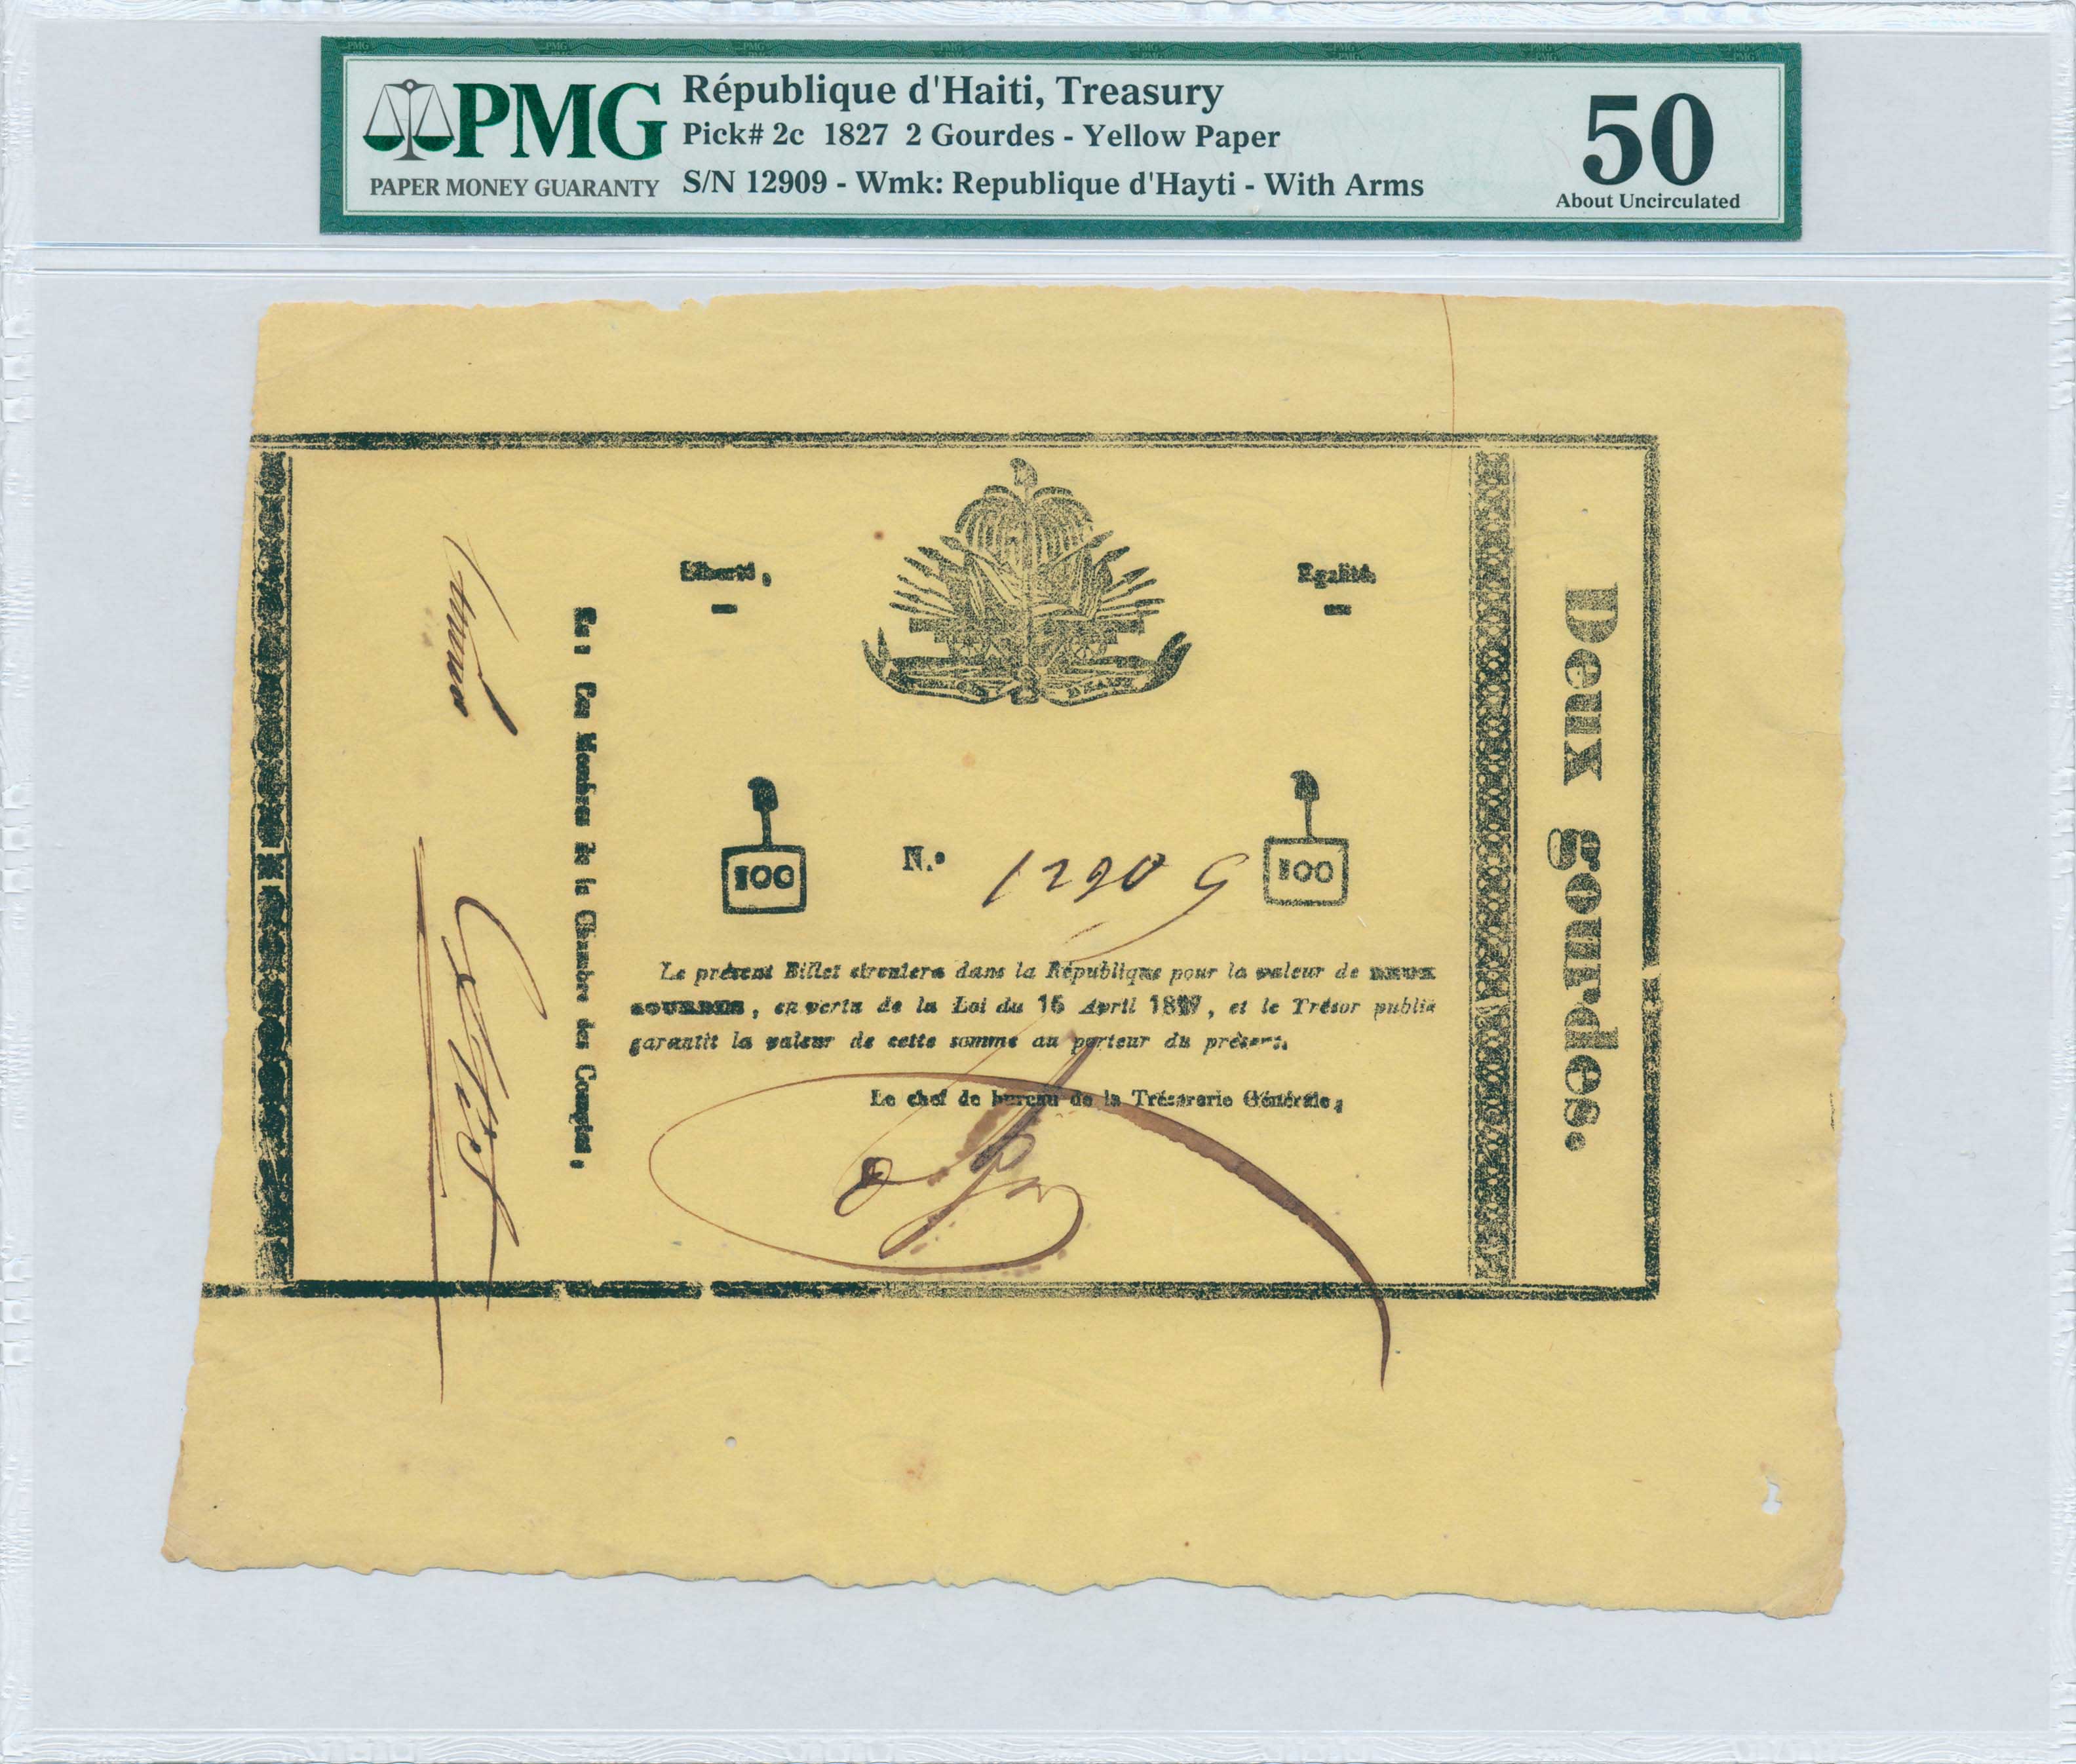 PMG
PAPER MONEY GUARANTY
République d'Haiti, Treasury
Pick# 2c 1827 2 Gourdes - Yellow Paper
S/N 12909 - Wmk: Republique d'Hayti - With Arms
50
About Uncirculated
Liberté,
Egalité.
Les Membres de la Chambre des Comptes,
100
N.º 12909
100
Le présent Billet circulera dans la République pour la valeur de DEUX
GOURDES, en vertu de la Loi du 16 Avril 1827, et le Trésor public
garantit la valeur de cette somme au porteur du présent.
Le chef de bureau de la Trésorerie Générale,
Deux gourdes.